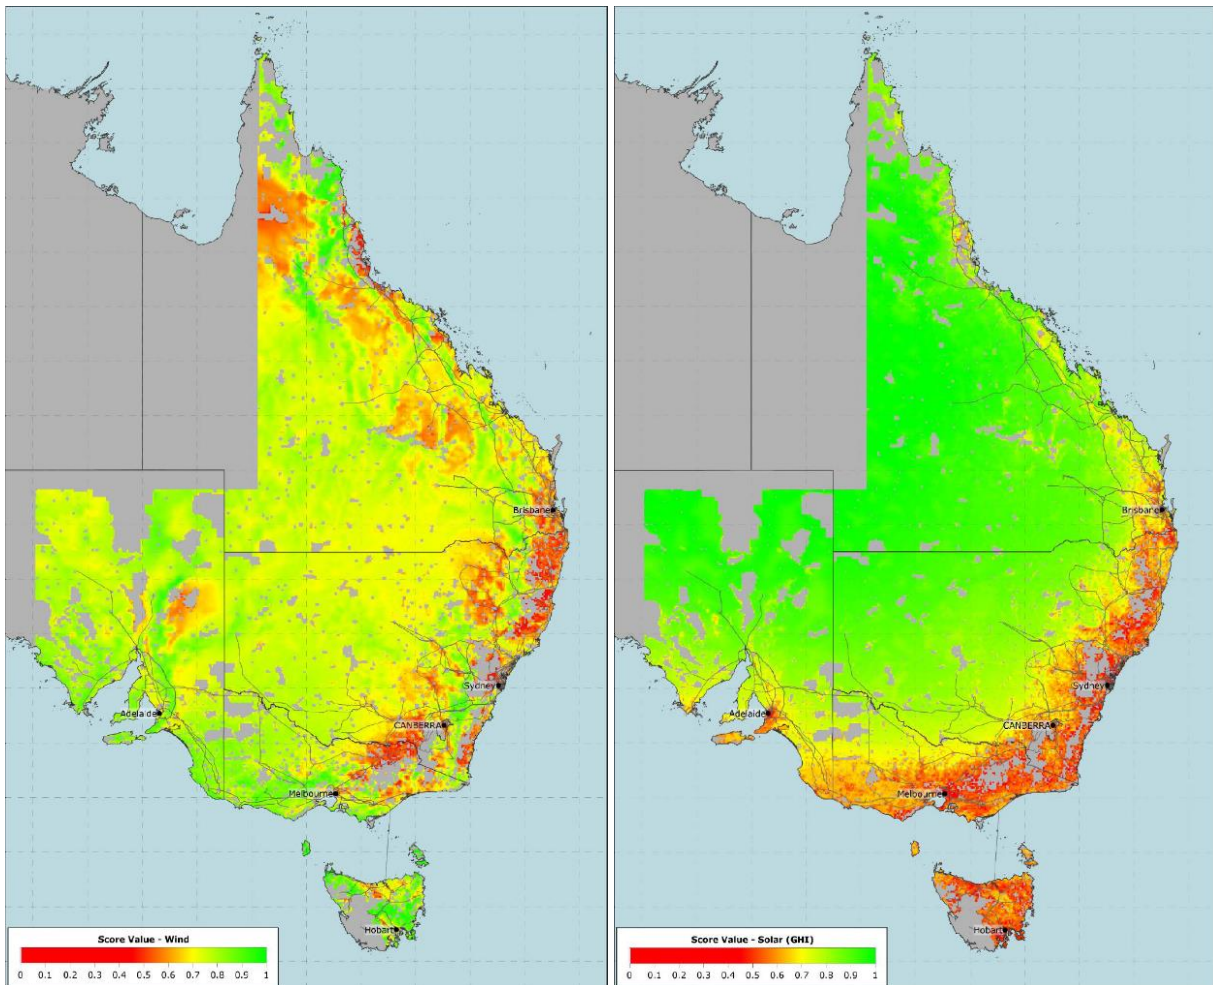 Brisbane
Sydney
Adelaide
CANBERRA
Melbourne
Hobart
Score Value - Wind
0 0.1 0.2 0.3 0.4 0.5 0.6 0.7 0.8 0.9 1
Brisbane
Sydney
Adelaide
CANBERRA
Melbourne
Hobart
Score Value - Solar (GHI)
0 0.1 0.2 0.3 0.4 0.5 0.6 0.7 0.8 0.9 1